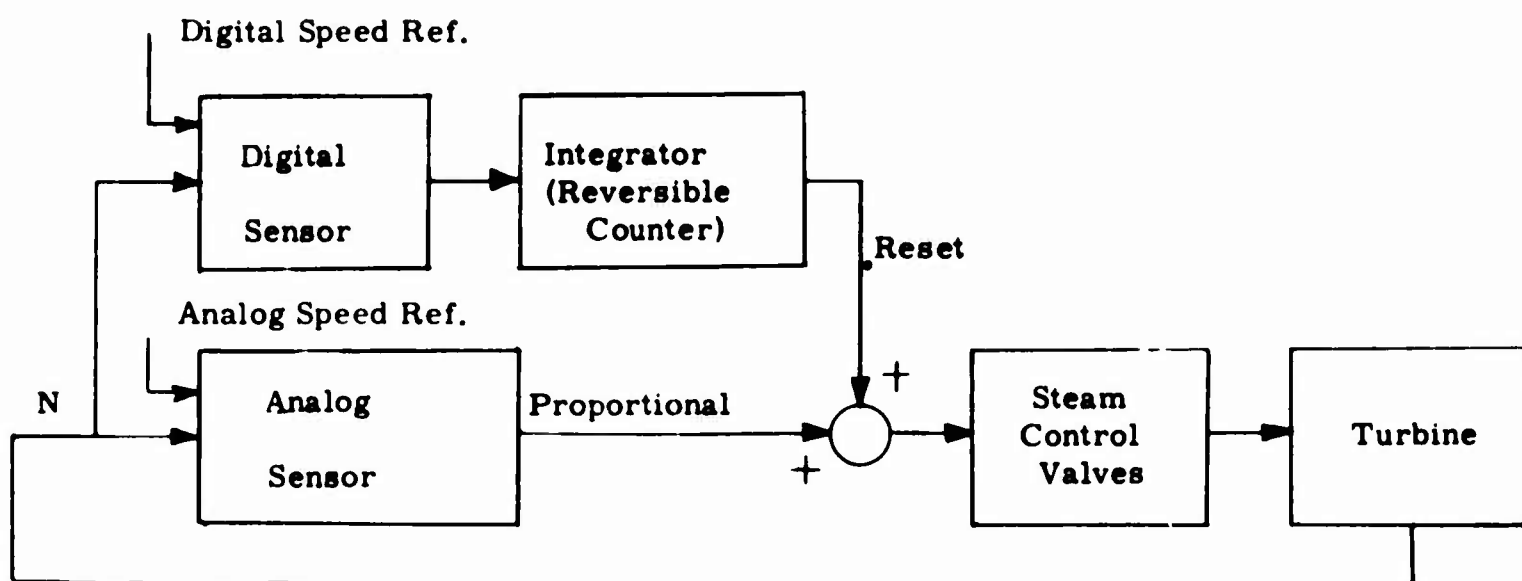 Digital Speed Ref.
Digital
Sensor
Integrator
(Reversible
Counter)
Reset
Analog Speed Ref.
N
Analog
Sensor
Proportional
+
+
Steam
Control
Valves
Turbine